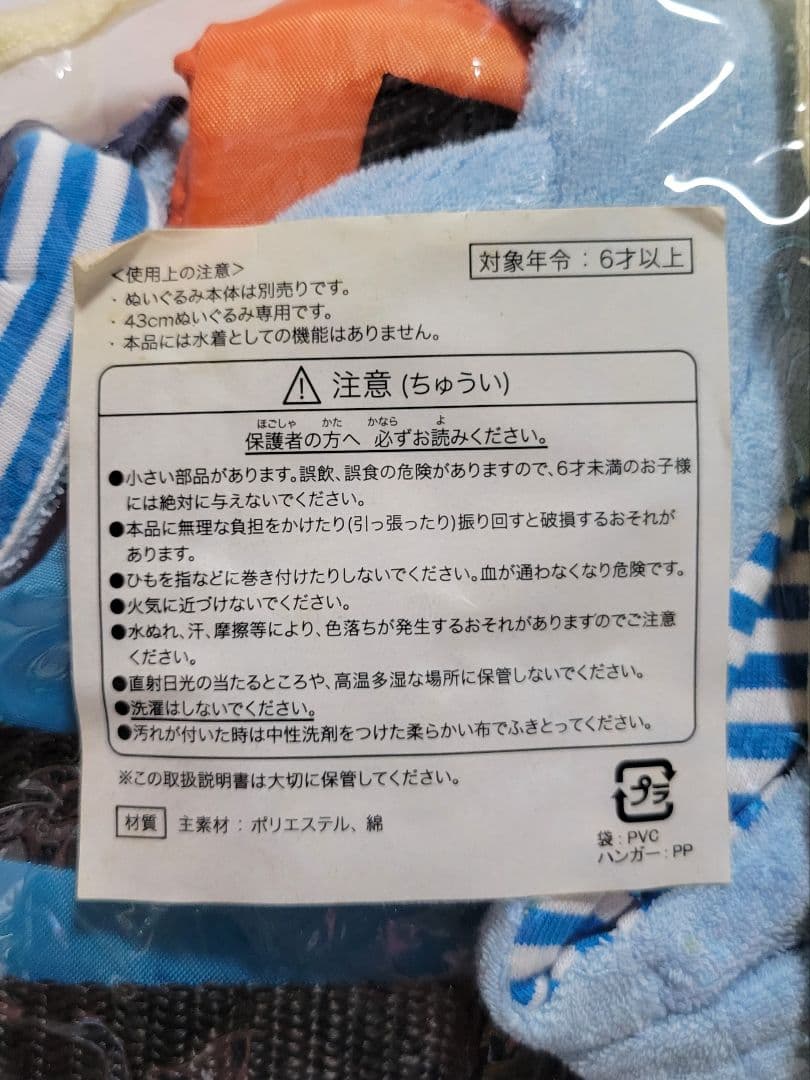 <使用上の注意>
対象年令：6才以上
・ぬいぐるみ本体は別売りです。
・43cmぬいぐるみ専用です。
・本品には水着としての機能はありません。
注意(ちゅうい)
ほごしゃ かた かなら よ
保護者の方へ 必ずお読みください。
●小さい部品があります。誤飲、誤食の危険がありますので、6才未満のお子様
には絶対に与えないでください。
●本品に無理な負担をかけたり(引っ張ったり)振り回すと破損するおそれが
あります。
●ひもを指などに巻き付けたりしないでください。血が通わなくなり危険です。
●火気に近づけないでください。
●水ぬれ、汗、摩擦等により、色落ちが発生するおそれがありますのでご注意
ください。
●直射日光の当たるところや、高温多湿な場所に保管しないでください。
●洗濯はしないでください。
●汚れが付いた時は中性洗剤をつけた柔らかい布でふきとってください。
※この取扱説明書は大切に保管してください。
材質 主素材：ポリエステル、綿
プラ
袋：PVC
ハンガー：PP